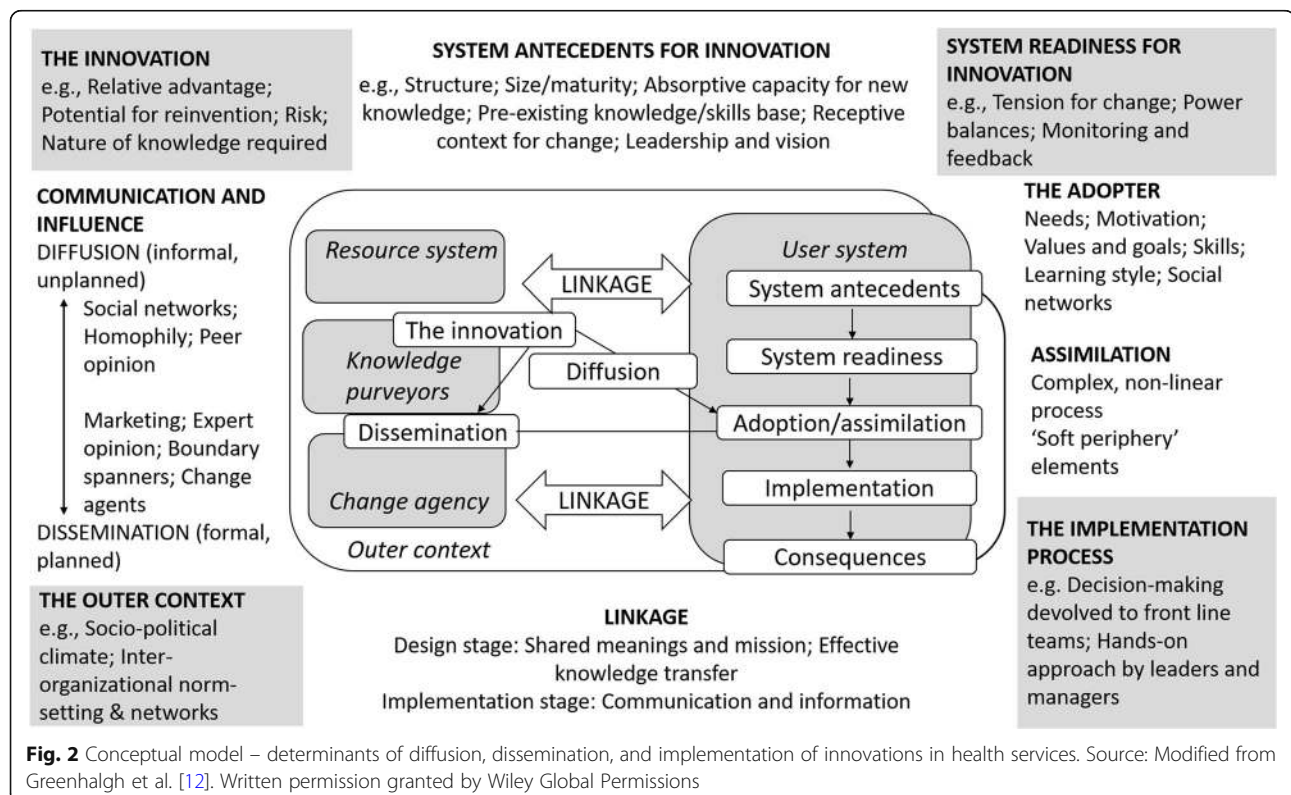 THE INNOVATION
e.g., Relative advantage;
Potential for reinvention; Risk;
Nature of knowledge required
SYSTEM ANTECEDENTS FOR INNOVATION
e.g., Structure; Size/maturity; Absorptive capacity for new
knowledge; Pre-existing knowledge/skills base; Receptive
context for change; Leadership and vision
SYSTEM READINESS FOR
INNOVATION
e.g., Tension for change; Power
balances; Monitoring and
feedback
COMMUNICATION AND
INFLUENCE
DIFFUSION (informal,
unplanned)
Social networks;
Homophily; Peer
opinion
Marketing; Expert
opinion; Boundary
spanners; Change
agents
DISSEMINATION (formal,
planned)
Resource system
LINKAGE
The innovation
Knowledge
purveyors
Diffusion
Dissemination
Change agency
LINKAGE
Outer context
User system
System antecedents
System readiness
Adoption/assimilation
Implementation
Consequences
THE ADOPTER
Needs; Motivation;
Values and goals; Skills;
Learning style; Social
networks
ASSIMILATION
Complex, non-linear
process
‘Soft periphery’
elements
THE OUTER CONTEXT
e.g., Socio-political
climate; Inter-
organizational norm-
setting & networks
LINKAGE
Design stage: Shared meanings and mission; Effective
knowledge transfer
Implementation stage: Communication and information
THE IMPLEMENTATION
PROCESS
e.g. Decision-making
devolved to front line
teams; Hands-on
approach by leaders and
managers
Fig. 2 Conceptual model – determinants of diffusion, dissemination, and implementation of innovations in health services. Source: Modified from
Greenhalgh et al. [12]. Written permission granted by Wiley Global Permissions